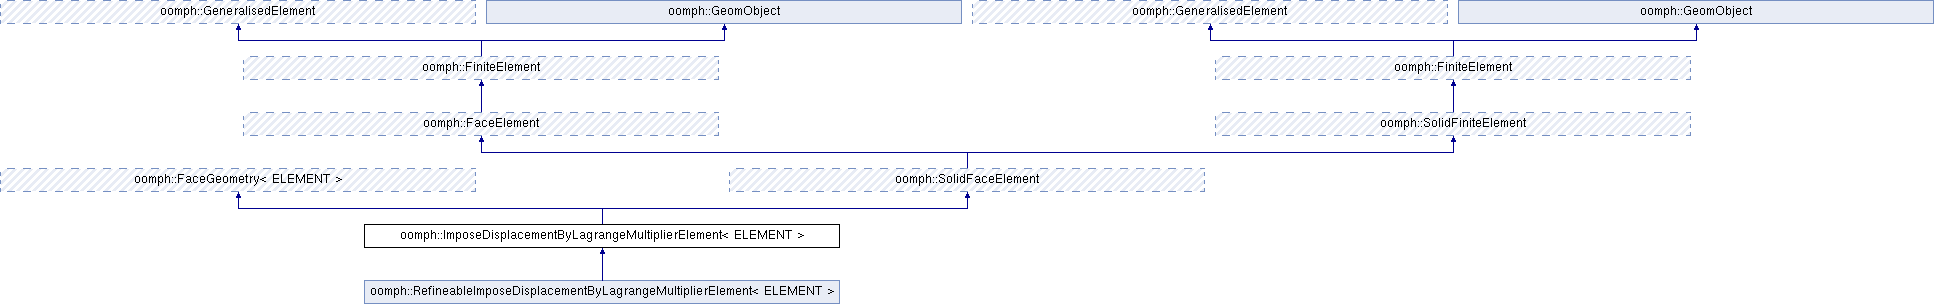 oomph::GeneralisedElement
oomph::GeomObject
oomph::GeneralisedElement
oomph::GeomObject
oomph::FiniteElement
oomph::FiniteElement
oomph::FaceElement
oomph::SolidFiniteElement
oomph::FaceGeometry< ELEMENT >
oomph::SolidFaceElement
oomph::ImposeDisplacementByLagrangeMultiplierElement< ELEMENT >
oomph::RefineableImposeDisplacementByLagrangeMultiplierElement< ELEMENT >